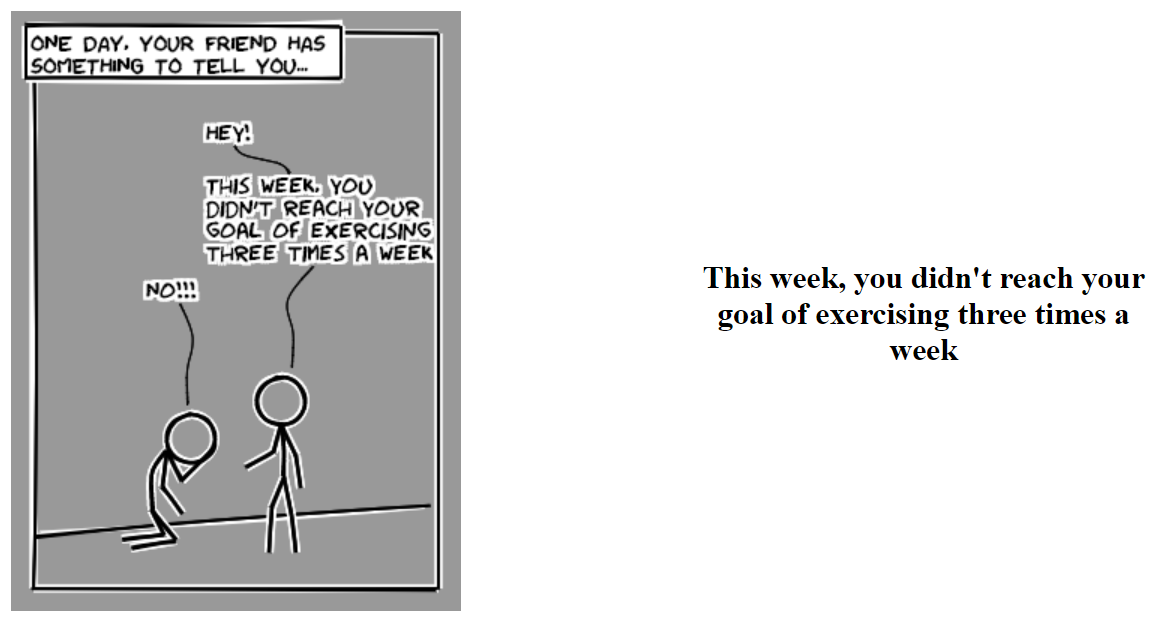 ONE DAY, YOUR FRIEND HAS
SOMETHING TO TELL YOU...
HEY!
THIS WEEK, YOU
DIDN'T REACH YOUR
GOAL OF EXERCISING
THREE TIMES A WEEK
NO!!!
This week, you didn't reach your
goal of exercising three times a
week